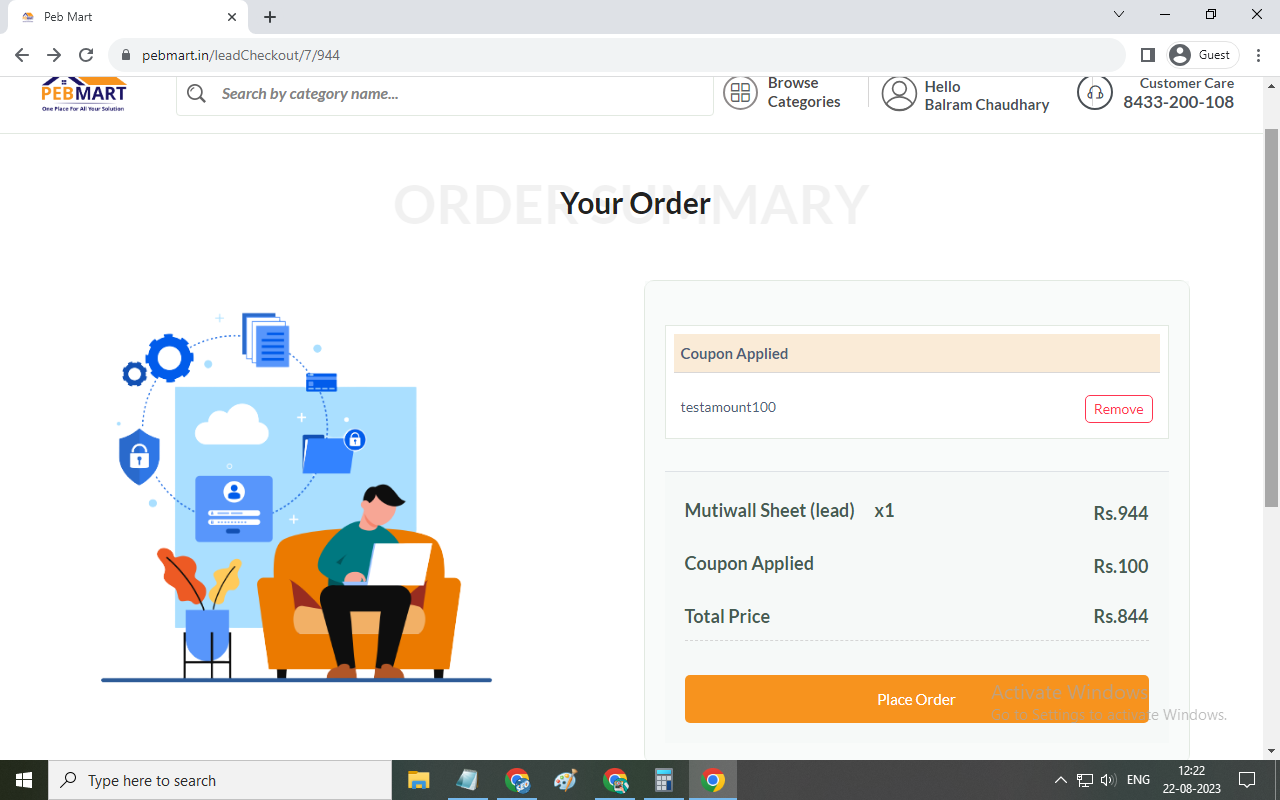 Peb Mart
pebmart.in/leadCheckout/7/944
Guest
PEBMART
One Place For All Your Solution
Search by category name...
Browse
Categories
Hello
Balram Chaudhary
Customer Care
8433-200-108
ORDER SUMMARY
Your Order
Coupon Applied
testamount100
Remove
Mutiwall Sheet (lead) x1 Rs.944
Coupon Applied Rs.100
Total Price Rs.844
Place Order
Activate Windows
Go to Settings to activate Windows.
Type here to search
SEO
ENG
12:22
22-08-2023